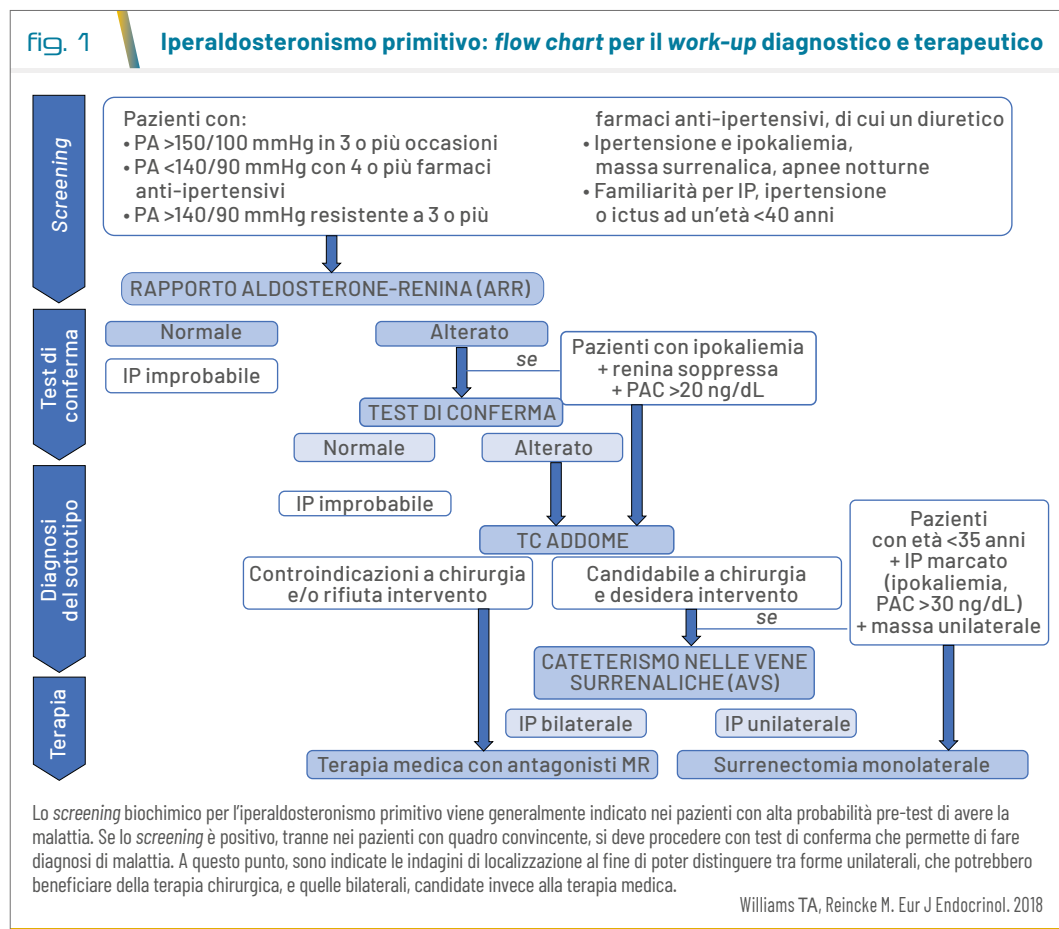 fig. 1
Iperaldosteronismo primitivo: flow chart per il work-up diagnostico e terapeutico
Screening
Pazienti con:
• PA >150/100 mmHg in 3 o più occasioni
• PA <140/90 mmHg con 4 o più farmaci
anti-ipertensivi
• PA >140/90 mmHg resistente a 3 o più
farmaci anti-ipertensivi, di cui un diuretico
• Ipertensione e ipokaliemia,
massa surrenalica, apnee notturne
• Familiarità per IP, ipertensione
o ictus ad un'età <40 anni
RAPPORTO ALDOSTERONE-RENINA (ARR)
Test di
conferma
Normale
Alterato
IP improbabile
se
Pazienti con ipokaliemia
+ renina soppressa
+ PAC >20 ng/dL
TEST DI CONFERMA
Normale
Alterato
IP improbabile
Diagnosi
del sottotipo
TC ADDOME
Controindicazioni a chirurgia
e/o rifiuta intervento
Candidabile a chirurgia
e desidera intervento
se
Pazienti
con età <35 anni
+ IP marcato
(ipokaliemia,
PAC >30 ng/dL)
+ massa unilaterale
CATETERISMO NELLE VENE
SURRENALICHE (AVS)
Terapia
IP bilaterale
IP unilaterale
Terapia medica con antagonisti MR
Surrenectomia monolaterale
Lo screening biochimico per l'iperaldosteronismo primitivo viene generalmente indicato nei pazienti con alta probabilità pre-test di avere la
malattia. Se lo screening è positivo, tranne nei pazienti con quadro convincente, si deve procedere con test di conferma che permette di fare
diagnosi di malattia. A questo punto, sono indicate le indagini di localizzazione al fine di poter distinguere tra forme unilaterali, che potrebbero
beneficiare della terapia chirurgica, e quelle bilaterali, candidate invece alla terapia medica.
Williams TA, Reincke M. Eur J Endocrinol. 2018